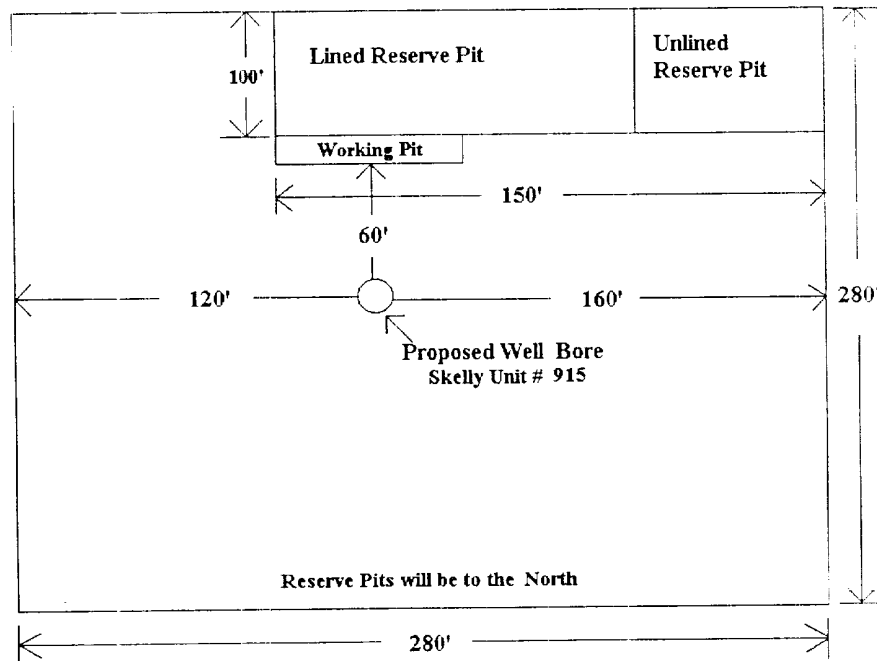 Lined Reserve Pit
Unlined
Reserve Pit
100'
Working Pit
150'
60'
120'
160'
280'
Proposed Well Bore
Skelly Unit # 915
Reserve Pits will be to the North
280'